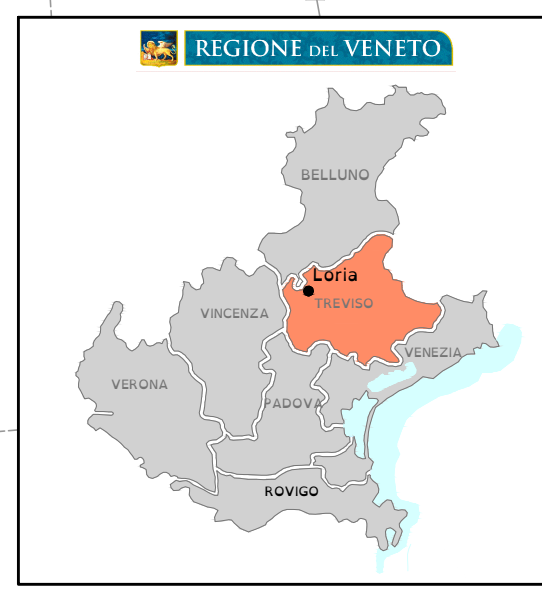 REGIONE DEL VENETO
BELLUNO
Loria
TREVISO
VINCENZA
VENEZIA
VERONA
PADOVA
ROVIGO